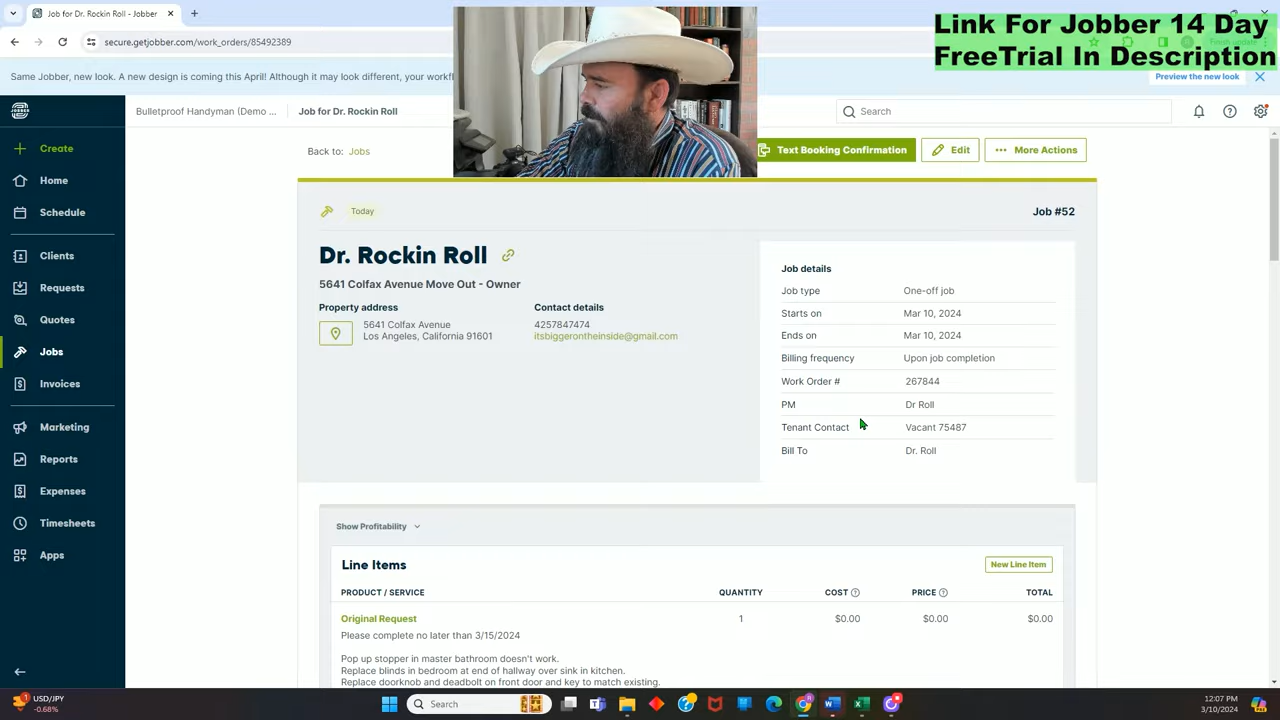 Job for Dr. Rockin Roll - Jobber
secure.getjobber.com/work_orders/85492389
Link For Jobber 14 Day
FreeTrial In Description
Same Jobber, new look. A new design is coming this April! Although it may look different, your workf
Preview the new look
Bulletproof Handyman (Demo ...
Job for Dr. Rockin Roll
Search
Create
Home
Schedule
Clients
Requests
Quotes
Jobs
Invoices
Marketing
Reports
Expenses
Timesheets
Apps
Back to: Jobs
Text Booking Confirmation
Edit
More Actions
Today
Job #52
Dr. Rockin Roll
5641 Colfax Avenue Move Out - Owner
Property address
5641 Colfax Avenue
Los Angeles, California 91601
Contact details
4257847474
itsbiggerontheinside@gmail.com
Job details
Job type One-off job
Starts on Mar 10, 2024
Ends on Mar 10, 2024
Billing frequency Upon job completion
Work Order # 267844
PM Dr Roll
Tenant Contact Vacant 75487
Bill To Dr. Roll
Show Profitability
Line Items
New Line Item
PRODUCT / SERVICE QUANTITY COST PRICE TOTAL
Original Request 1 $0.00 $0.00 $0.00
Please complete no later than 3/15/2024
Pop up stopper in master bathroom doesn't work.
Replace blinds in bedroom at end of hallway over sink in kitchen.
Replace doorknob and deadbolt on front door and key to match existing.
USD/JPY
-0.68%
Search
12:07 PM
3/10/2024